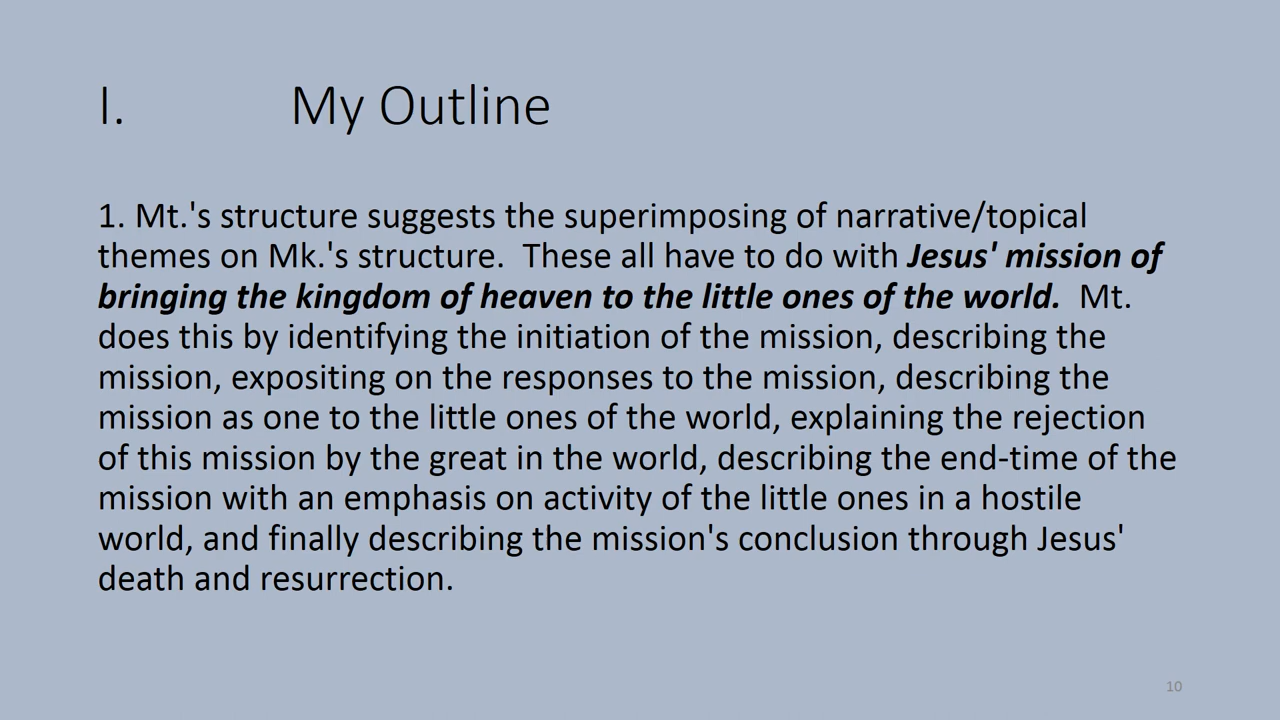 I. My Outline
1. Mt.'s structure suggests the superimposing of narrative/topical
themes on Mk.'s structure.  These all have to do with Jesus' mission of
bringing the kingdom of heaven to the little ones of the world.  Mt.
does this by identifying the initiation of the mission, describing the
mission, expositing on the responses to the mission, describing the
mission as one to the little ones of the world, explaining the rejection
of this mission by the great in the world, describing the end-time of the
mission with an emphasis on activity of the little ones in a hostile
world, and finally describing the mission's conclusion through Jesus'
death and resurrection.
10